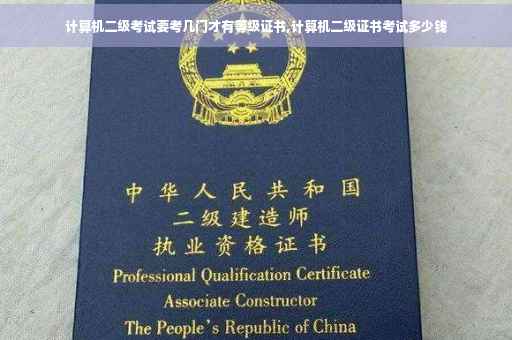 计算机二级考试要考几门才有等级证书,计算机二级证书考试多少钱
中华人民共和国
二级建造师
执业资格证书
Professional Qualification Certificate
Associate Constructor
The People's Republic of China